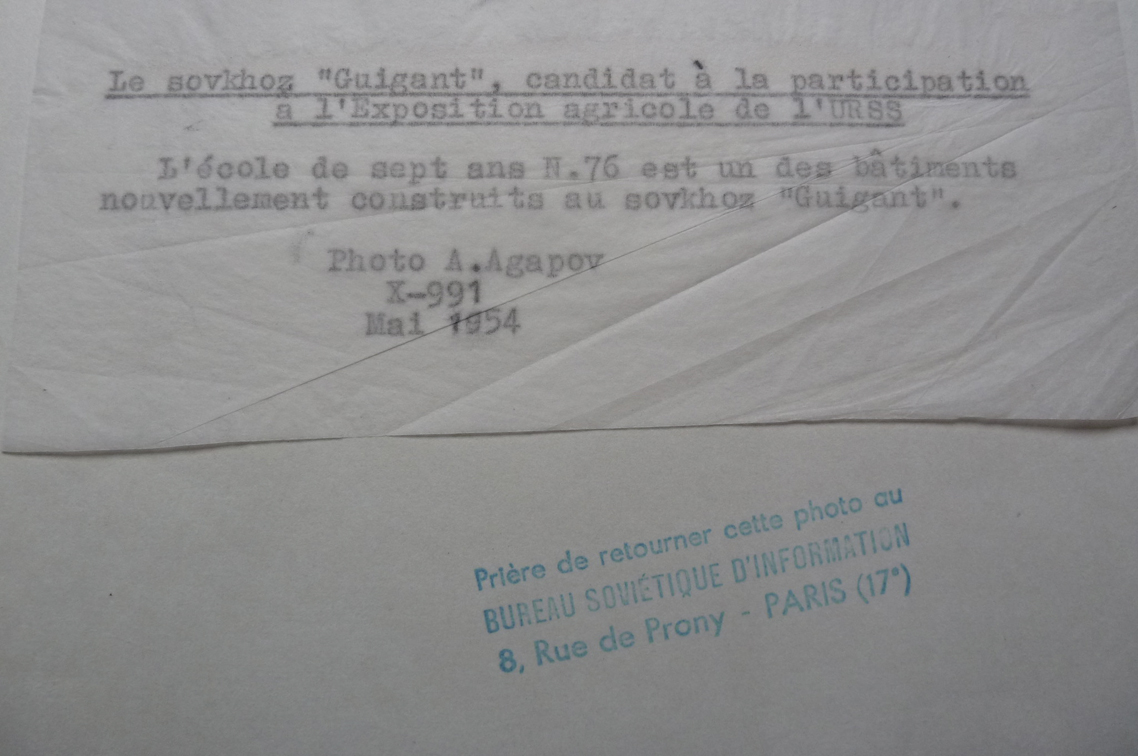 Le sovkhoz "Guigant", candidat à la participation
a l'Exposition agricole de l'URSS
L'école de sept ans N.76 est un des bâtiments
nouvellement construits au sovkhoz "Guigant".
Photo A.Agapov
X-991
Mai 1954
Prière de retourner cette photo au
BUREAU SOVIÉTIQUE D'INFORMATION
8, Rue de Prony - PARIS (17°)